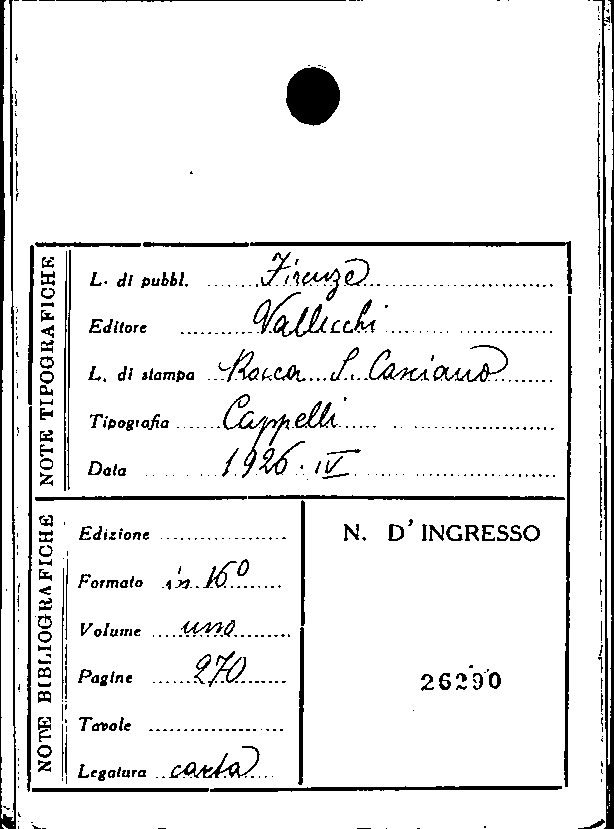 NOTE TIPOGRAFICHE
L. di pubbl. Firenze
Editore Vallecchi
L. di stampa Rocca S. Casciano
Tipografia Cappelli
Data 1926. IV
NOTE BIBLIOGRAFICHE
Edizione
Formato in 16º
Volume uno
Pagine 270
Tavole
Legatura carta
N. D'INGRESSO
26290